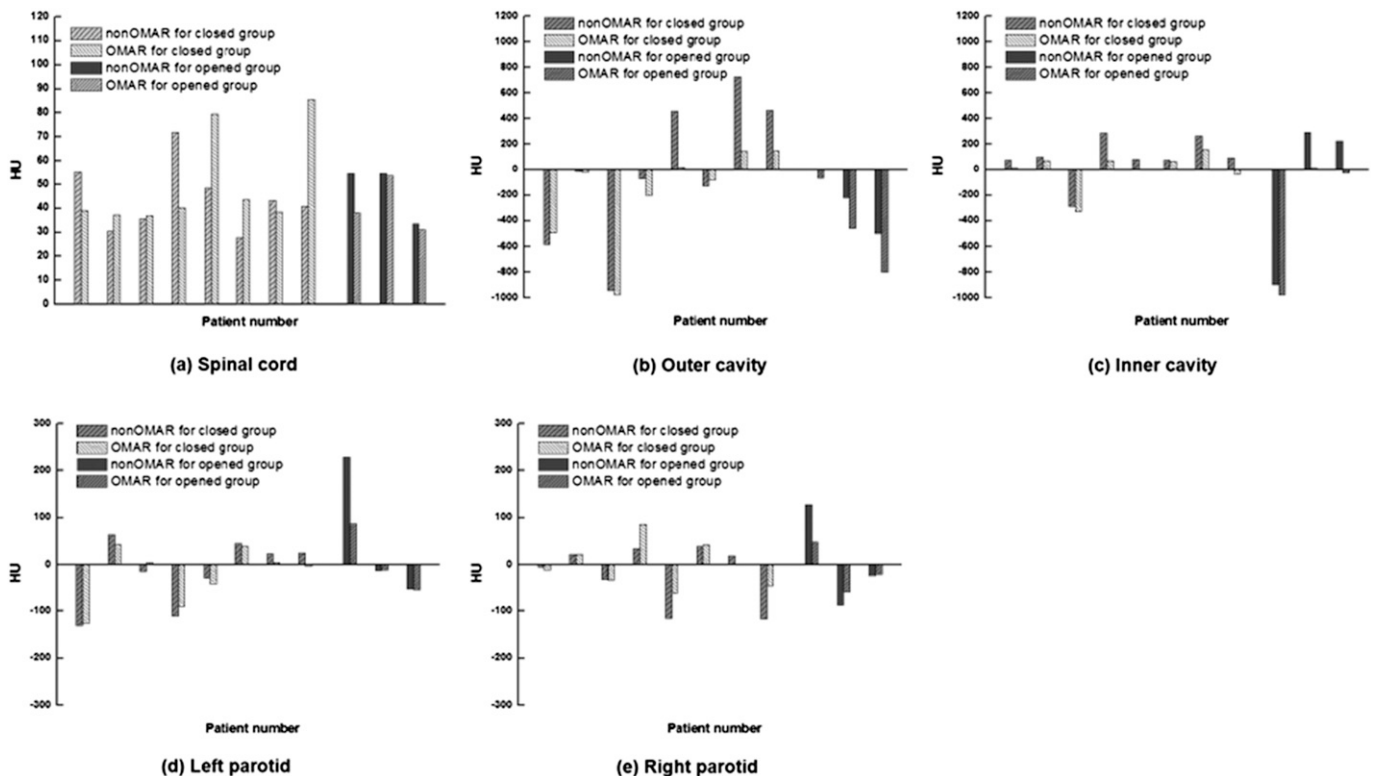 120
110
100
90
80
70
60
50
40
30
20
10
0
HU
nonOMAR for closed group
OMAR for closed group
nonOMAR for opened group
OMAR for opened group
Patient number
(a) Spinal cord
1200
1000
800
600
400
200
0
-200
-400
-600
-800
-1000
HU
nonOMAR for closed group
OMAR for closed group
nonOMAR for opened group
OMAR for opened group
Patient number
(b) Outer cavity
1200
1000
800
600
400
200
0
-200
-400
-600
-800
-1000
HU
nonOMAR for closed group
OMAR for closed group
nonOMAR for opened group
OMAR for opened group
Patient number
(c) Inner cavity
300
200
100
0
-100
-200
-300
HU
nonOMAR for closed group
OMAR for closed group
nonOMAR for opened group
OMAR for opened group
Patient number
(d) Left parotid
300
200
100
0
-100
-200
-300
HU
nonOMAR for closed group
OMAR for closed group
nonOMAR for opened group
OMAR for opened group
Patient number
(e) Right parotid